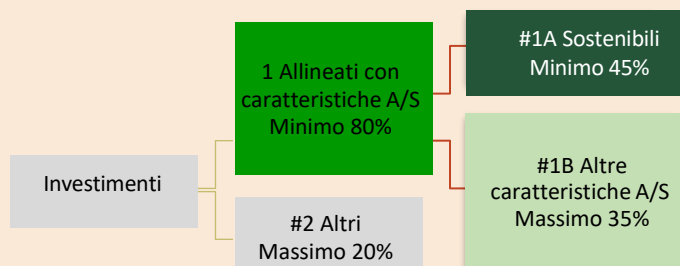 Investimenti
1 Allineati con
caratteristiche A/S
Minimo 80%
#2 Altri
Massimo 20%
#1A Sostenibili
Minimo 45%
#1B Altre
caratteristiche A/S
Massimo 35%